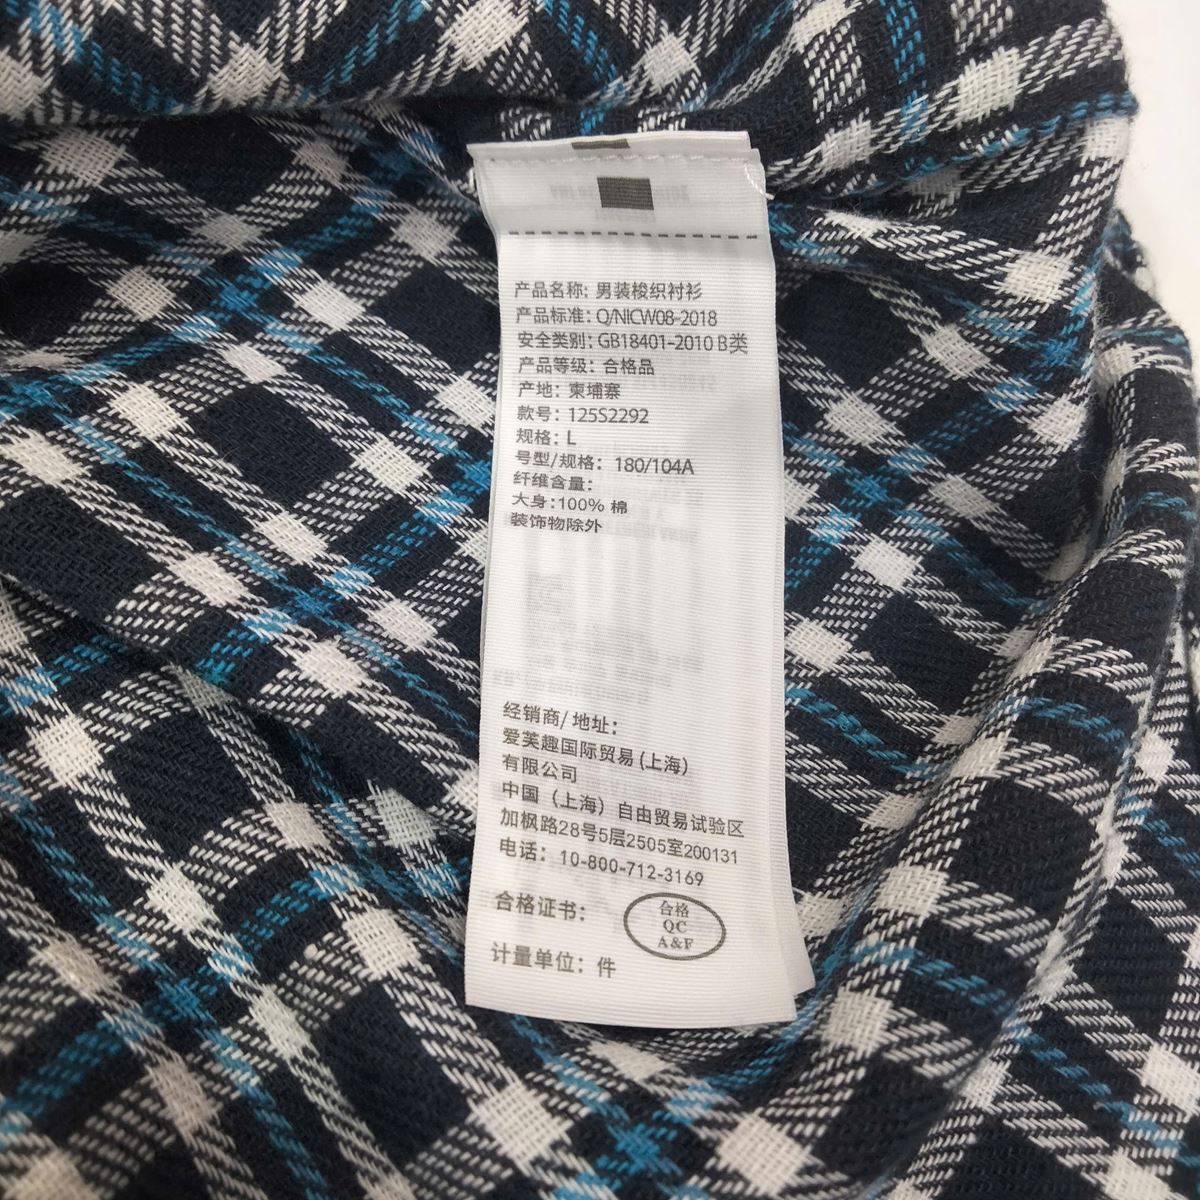 产品名称: 男装梭织衬衫
产品标准: Q/NICW08-2018
安全类别: GB18401-2010 B类
产品等级: 合格品
产地: 柬埔寨
款号: 125S2292
规格: L
号型/规格: 180/104A
纤维含量:
大身:100% 棉
装饰物除外
经销商/ 地址:
爱芙趣国际贸易 (上海)
有限公司
中国（上海）自由贸易试验区
加枫路28号5层2505室200131
电话: 10-800-712-3169
合格证书:
合格
QC
A&F
计量单位: 件